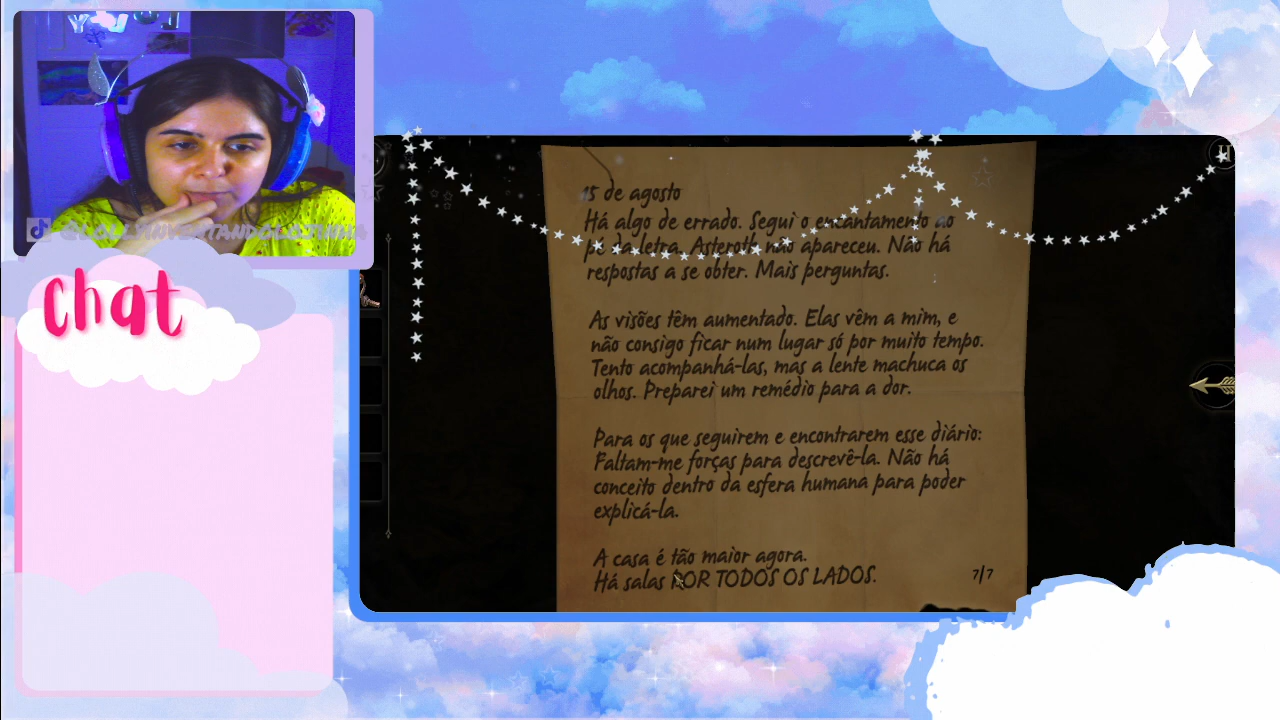 Chat
15 de agosto
Há algo de errado. Segui o encantamento ao
pé da letra. Asteroth não apareceu. Não há
respostas a se obter. Mais perguntas.
As visões têm aumentado. Elas vêm a mim, e
não consigo ficar num lugar só por muito tempo.
Tento acompanhá-las, mas a lente machuca os
olhos. Preparei um remédio para a dor.
Para os que seguirem e encontrarem esse diário:
Faltam-me forças para descrevê-la. Não há
conceito dentro da esfera humana para poder
explicá-la.
A casa é tão maior agora.
Há salas POR TODOS OS LADOS.
7/7